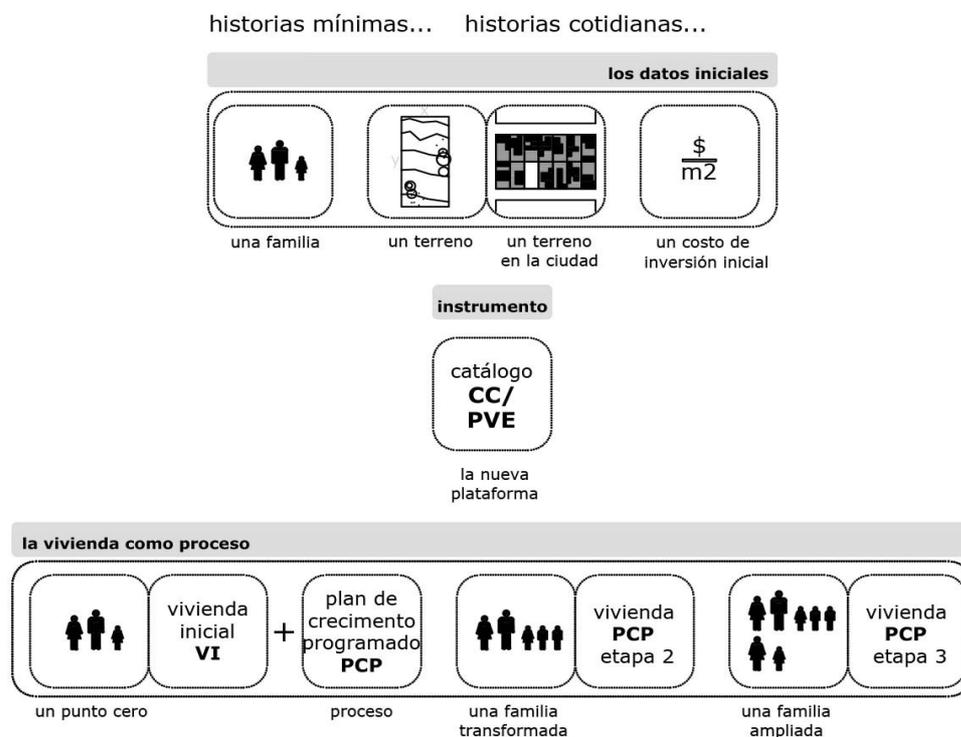 historias mínimas... historias cotidianas...
los datos iniciales
x
y
$
m2
una familia
un terreno
un terreno
en la ciudad
un costo de
inversión inicial
instrumento
catálogo
CC/
PVE
la nueva
plataforma
la vivienda como proceso
vivienda
inicial
VI
+
plan de
crecimento
programado
PCP
vivienda
PCP
etapa 2
vivienda
PCP
etapa 3
un punto cero
proceso
una familia
transformada
una familia
ampliada